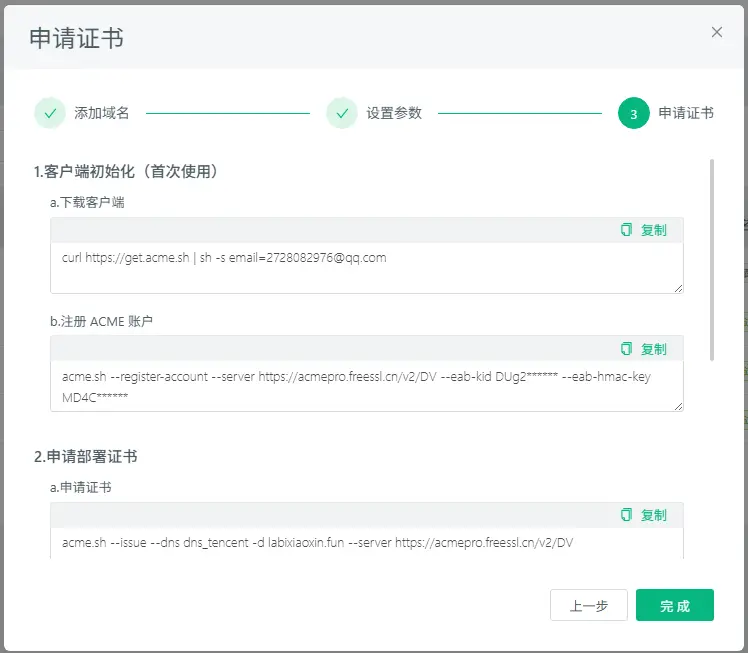 申请证书
添加域名
设置参数
3
申请证书
1.客户端初始化（首次使用）
a.下载客户端
复制
curl https://get.acme.sh | sh -s email=2728082976@qq.com
b.注册 ACME 账户
复制
acme.sh --register-account --server https://acmepro.freessl.cn/v2/DV --eab-kid DUg2****** --eab-hmac-key
MD4C******
2.申请部署证书
a.申请证书
复制
acme.sh --issue --dns dns_tencent -d labixiaoxin.fun --server https://acmepro.freessl.cn/v2/DV
上一步
完成